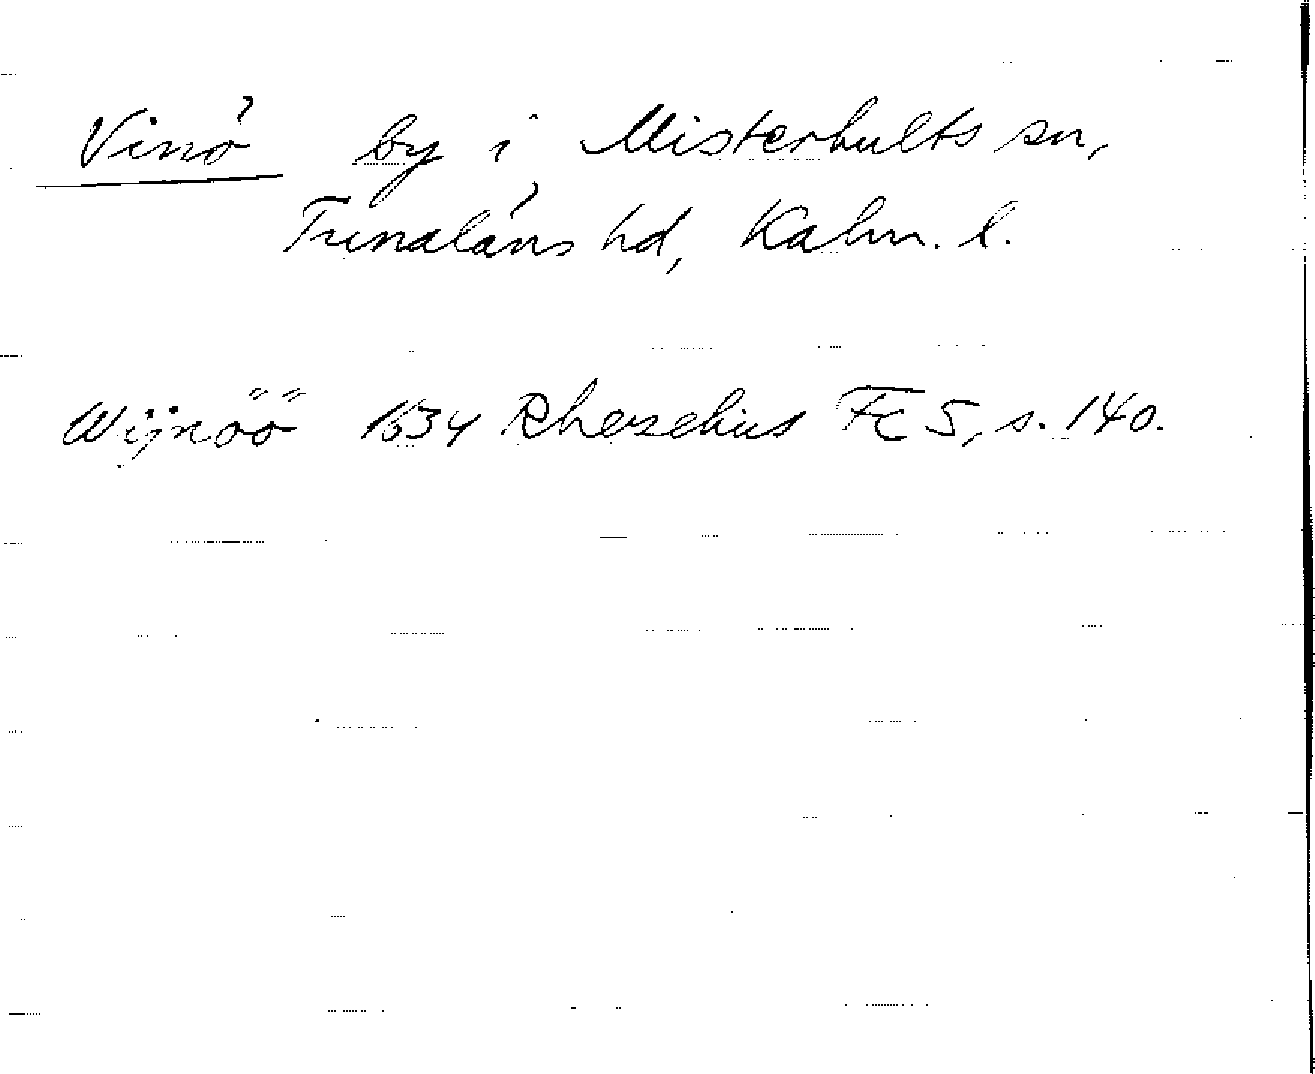 Vinö by i Misterhults sn,
Tunaläns hd, Kalm. l.
Wijnöö 1634 Rhezelius Fc 5, s. 140.